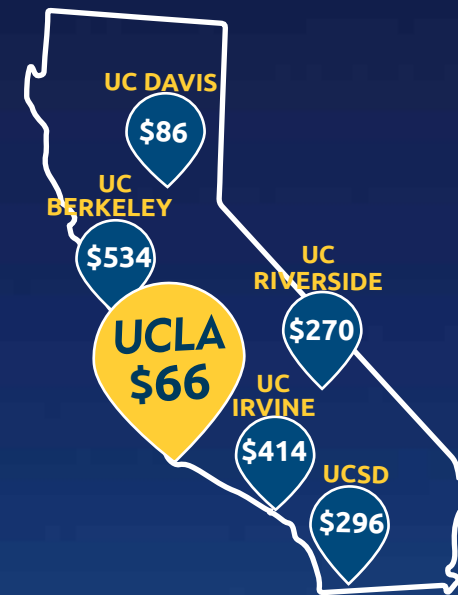 UC DAVIS
$86
UC
BERKELEY
$534
UC
RIVERSIDE
$270
UCLA
$66
UC
IRVINE
$414
UCSD
$296